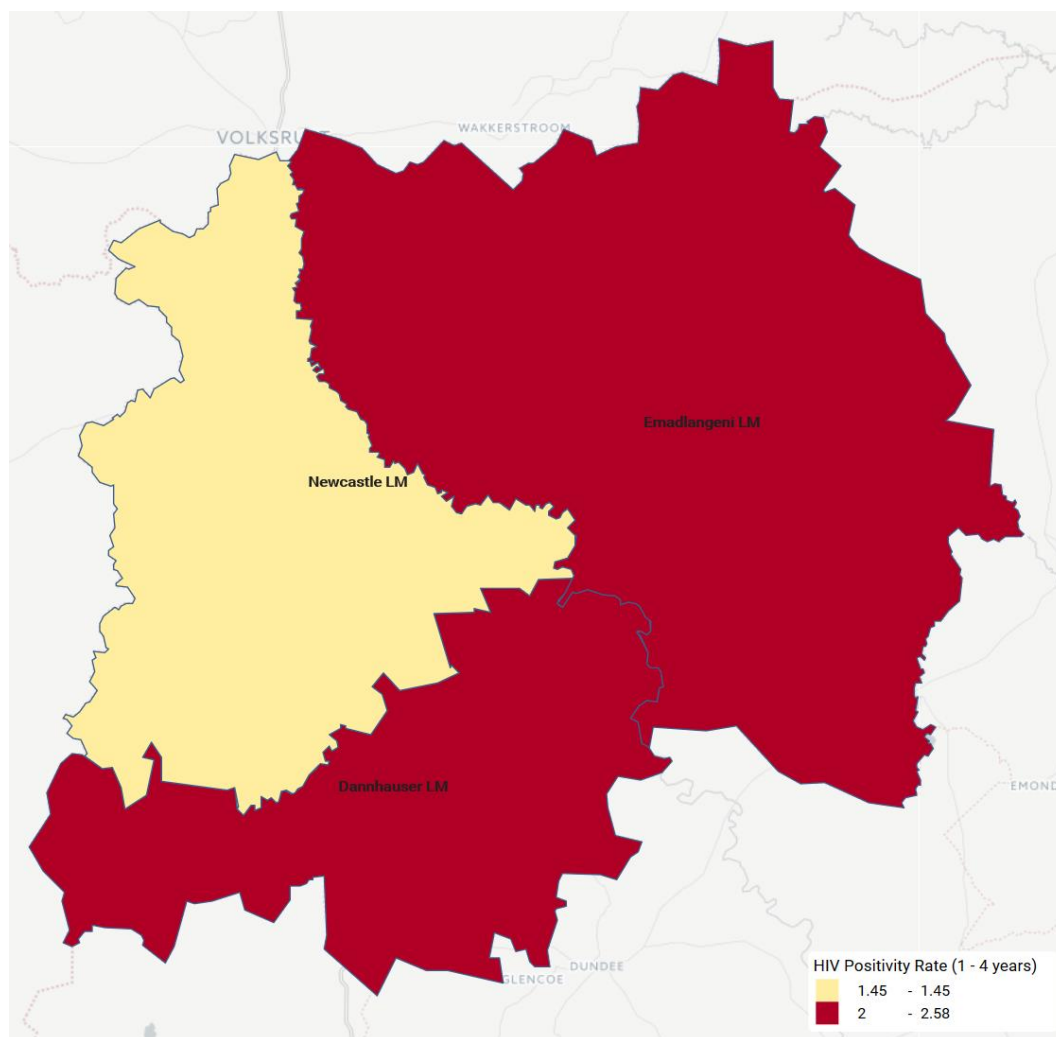 VOLKSRUST
WAKKERSTROOM
Emadlangeni LM
Newcastle LM
Dannhauser LM
EMOND
DUNDEE
GLENCOE
HIV Positivity Rate (1 - 4 years)
1.45 - 1.45
2 - 2.58